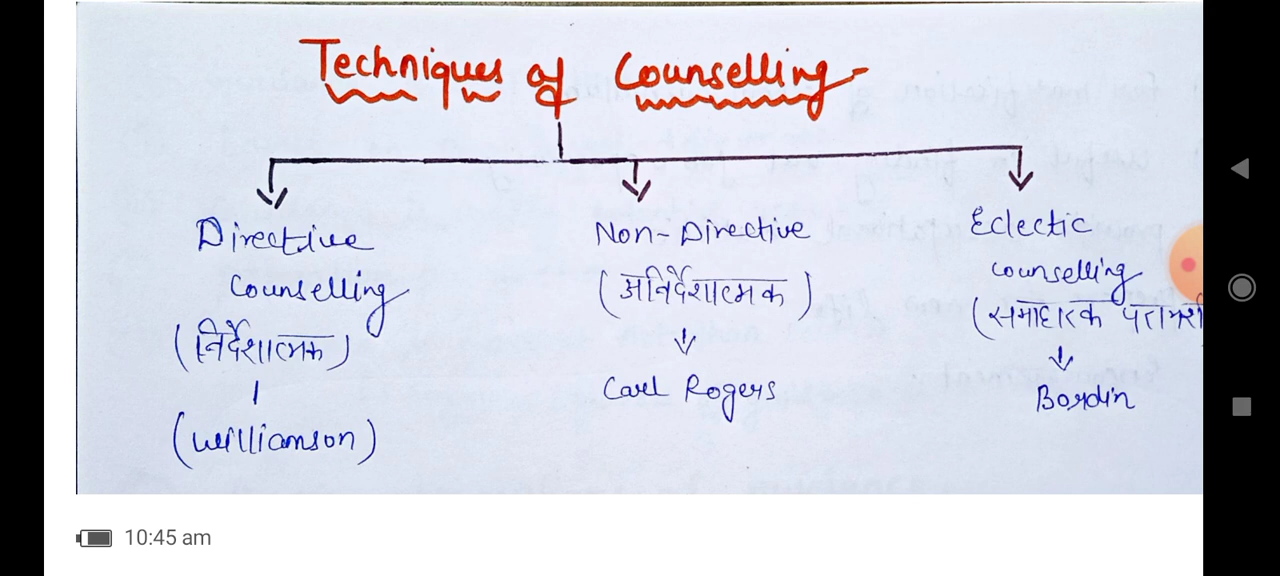 Techniques of Counselling
Directive
Counselling
(निर्देशात्मक)
(Williamson)
Non-Directive
(अनिर्देशात्मक)
Carl Rogers
Eclectic
counselling
(समाहारक परामर्श
Bordin
10:45 am